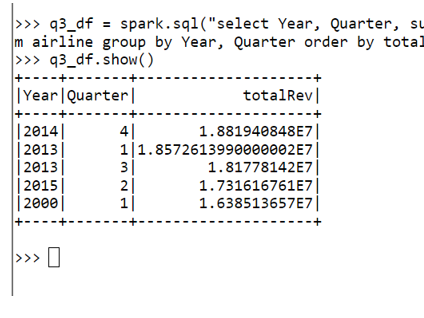 >>> q3_df = spark.sql("select Year, Quarter, su
m airline group by Year, Quarter order by total
>>> q3_df.show()
+----+-------+--------------------+
|Year|Quarter|            totalRev|
+----+-------+--------------------+
|2014|      4|       1.881940848E7|
|2013|      1|1.8572613990000002E7|
|2013|      3|        1.81778142E7|
|2015|      2|       1.731616761E7|
|2000|      1|       1.638513657E7|
+----+-------+--------------------+
>>>